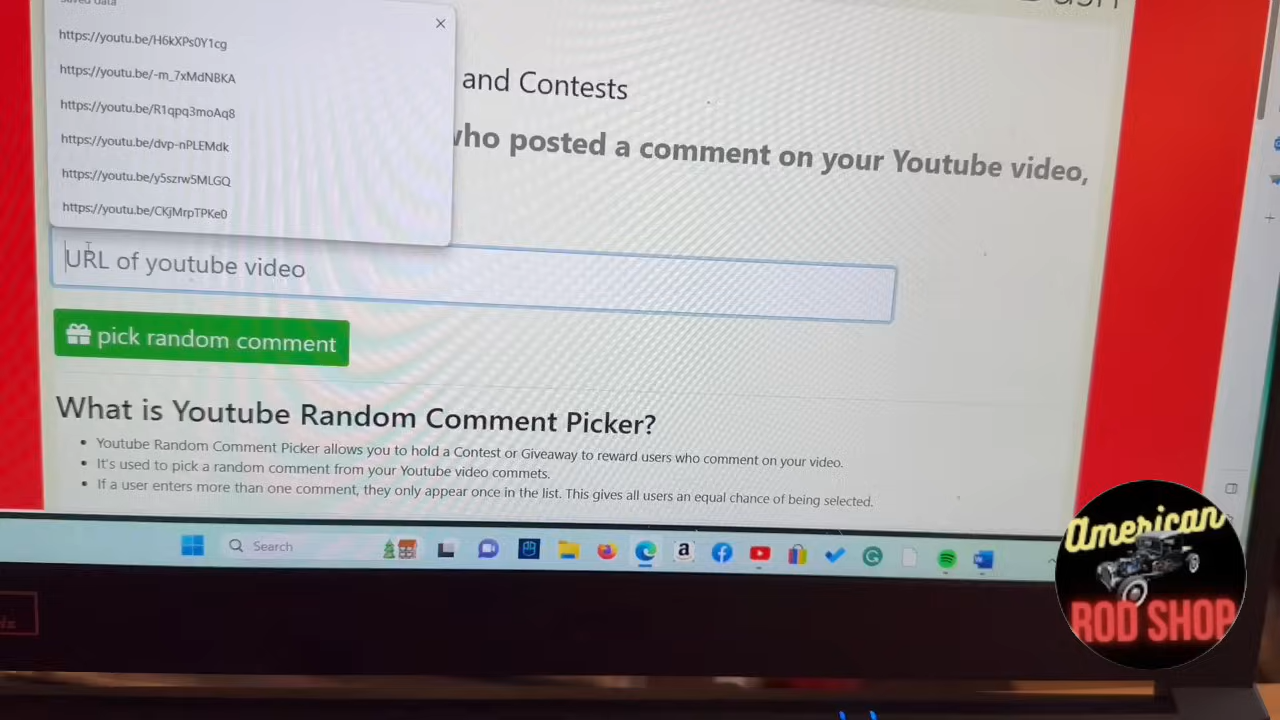 saved data
https://youtu.be/H6kXPs0Y1cg
https://youtu.be/-m_7xMdNBKA
https://youtu.be/R1qpq3moAq8
https://youtu.be/dvp-nPLEMdk
https://youtu.be/y5szrw5MLGQ
https://youtu.be/CKjMrpTPKe0
and Contests
who posted a comment on your Youtube video,
URL of youtube video
pick random comment
What is Youtube Random Comment Picker?
Youtube Random Comment Picker allows you to hold a Contest or Giveaway to reward users who comment on your video.
It's used to pick a random comment from your Youtube video commets.
If a user enters more than one comment, they only appear once in the list. This gives all users an equal chance of being selected.
Search
American
ROD SHOP